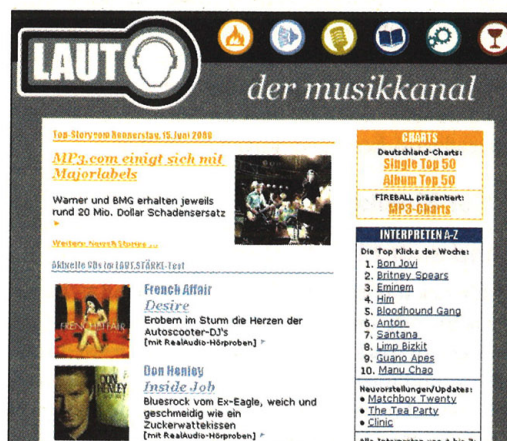 LAUT
der musikkanal
Top-Story vom Donnerstag, 15. Juni 2000
MP3.com einigt sich mit
Majorlabels
Warner und BMG erhalten jeweils
rund 20 Mio. Dollar Schadensersatz
Weitere Stories
Aktuelle CDs im LAUT.STÄRKE-Test
French Affair
Desire
Erobern im Sturm die Herzen der
Autoscooter-DJ's
[mit RealAudio-Hörproben]
Don Henley
Inside Job
Bluesrock vom Ex-Eagle, weich und
geschmeidig wie ein
Zuckerwattekissen
[mit RealAudio-Hörproben]
CHARTS
Deutschland-Charts:
Single Top 50
Album Top 50
FIREBALL präsentiert:
MP3-Charts
INTERPRETEN A-Z
Die Top Klicks der Woche:
1. Bon Jovi
2. Britney Spears
3. Eminem
4. Him
5. Bloodhound Gang
6. Anton
7. Santana
8. Limp Bizkit
9. Guano Apes
10. Manu Chao
Neuvorstellungen/Updates:
• Matchbox Twenty
• The Tea Party
• Clinic
Alle Interpreten von A bis Z: